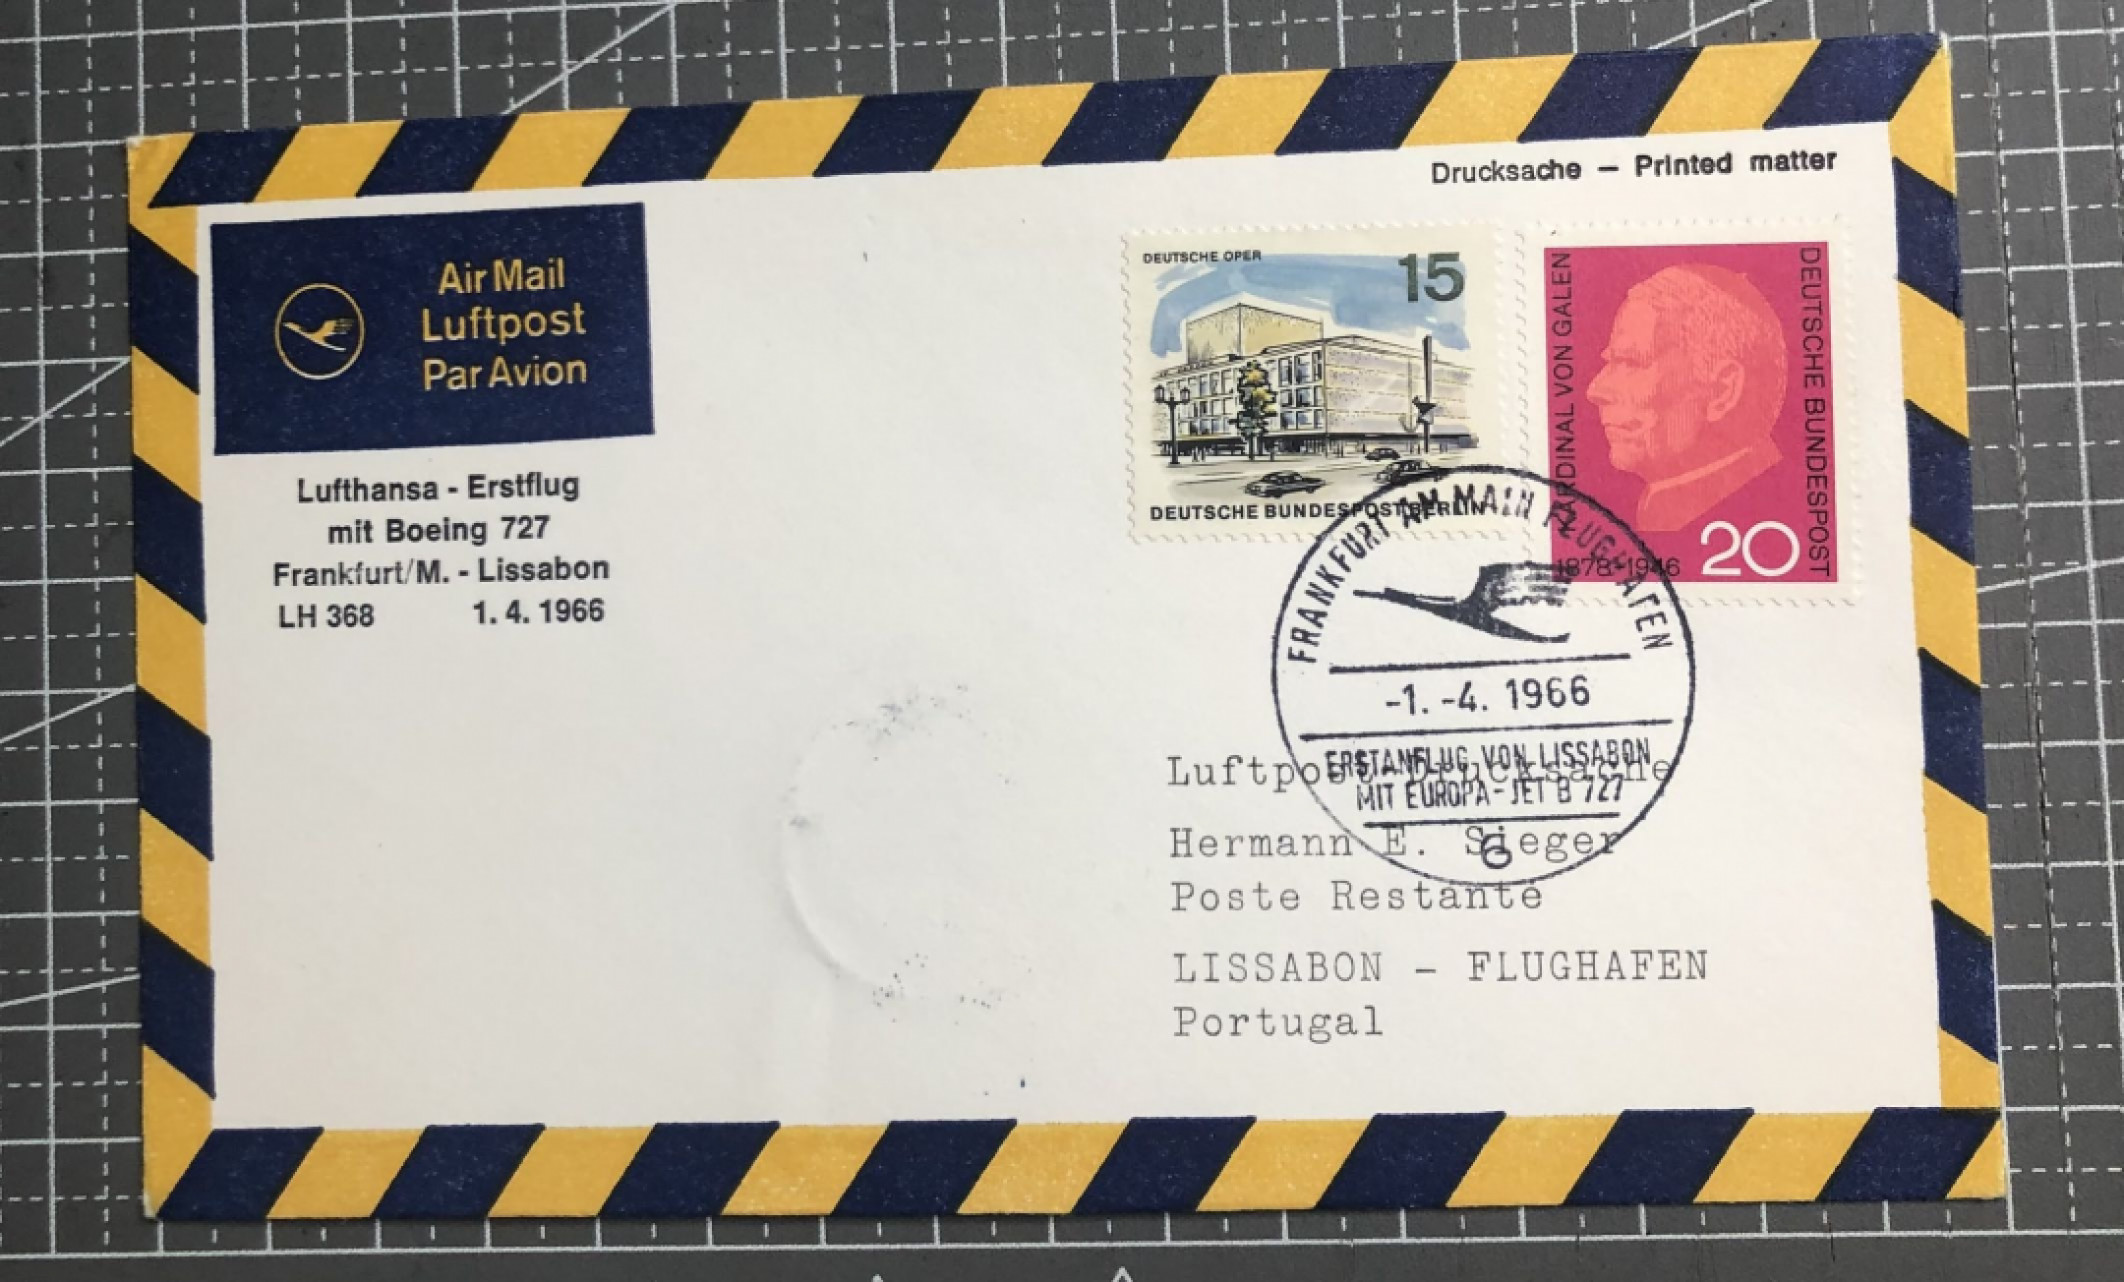 Drucksache – Printed matter
Air Mail
Luftpost
Par Avion
Lufthansa - Erstflug
mit Boeing 727
Frankfurt/M. - Lissabon
LH 368 1. 4. 1966
DEUTSCHE OPER
15
DEUTSCHE BUNDESPOST BERLIN
KARDINAL VON GALEN
DEUTSCHE BUNDESPOST
1878-1946
20
FRANKFURT AM MAIN FLUGHAFEN
-1. -4. 1966
ERSTANFLUG VON LISSABON
MIT EUROPA-JET B 727
6
Luftpost-Drucksache
Hermann E. Sieger
Poste Restante
LISSABON - FLUGHAFEN
Portugal